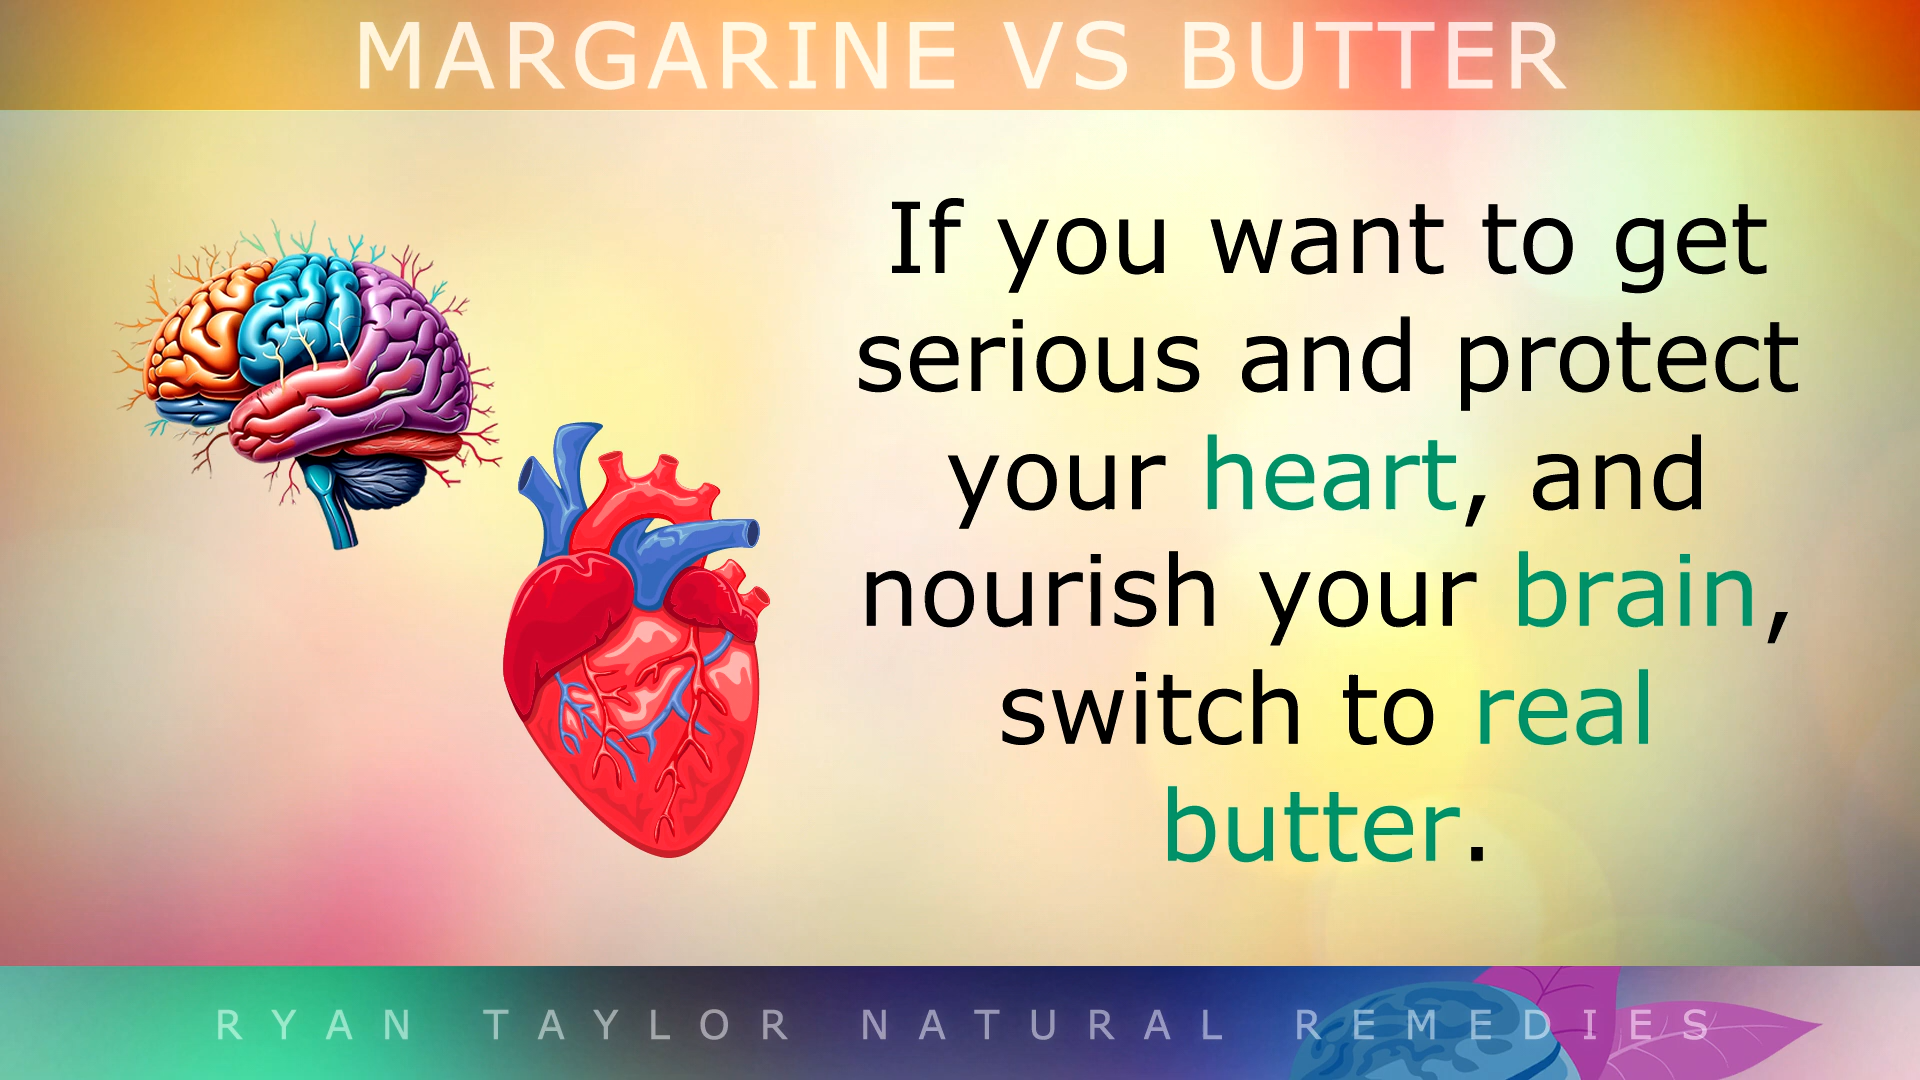 MARGARINE VS BUTTER
If you want to get
serious and protect
your heart, and
nourish your brain,
switch to real
butter.
RYAN TAYLOR NATURAL REMEDIES